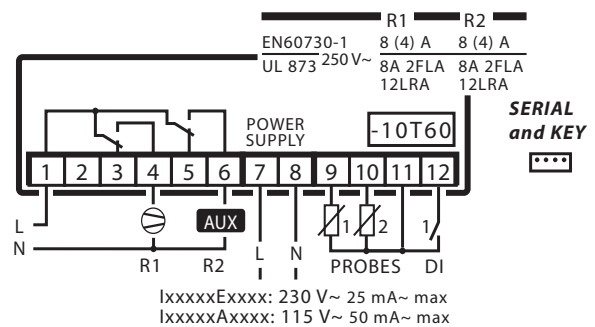 R1 R2
EN60730-1 8 (4) A 8 (4) A
UL 873 250 V~ 8A 2FLA 8A 2FLA
12LRA 12LRA
SERIAL
and KEY
POWER
SUPPLY
-10T60
1 2 3 4 5 6 7 8 9 10 11 12
L
N
AUX
R1 R2
L N
1 2 1
PROBES DI
IxxxxxExxxx: 230 V~ 25 mA~ max
IxxxxxAxxxx: 115 V~ 50 mA~ max